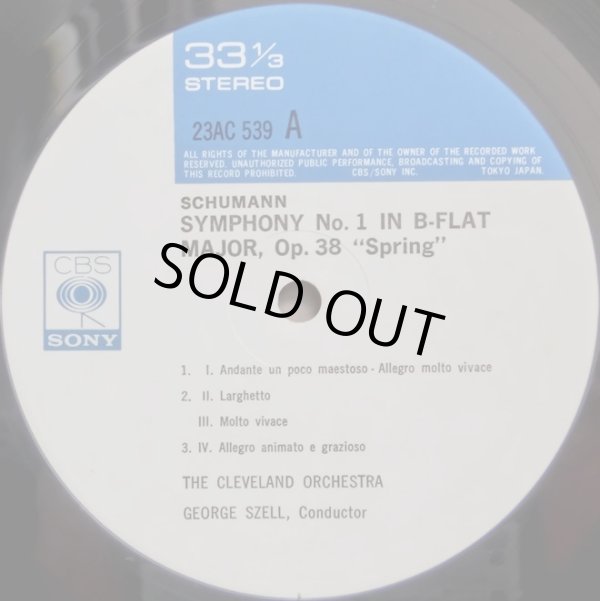 33 1/3
STEREO
23AC 539 A
ALL RIGHTS OF THE MANUFACTURER AND OF THE OWNER OF THE RECORDED WORK
RESERVED. UNAUTHORIZED PUBLIC PERFORMANCE, BROADCASTING AND COPYING OF
THIS RECORD PROHIBITED. CBS/SONY INC. TOKYO JAPAN.
SCHUMANN
SYMPHONY No. 1 IN B-FLAT
MAJOR, Op. 38 “Spring”
CBS
SONY
SOLD OUT
1. I. Andante un poco maestoso - Allegro molto vivace
2. II. Larghetto
III. Molto vivace
3. IV. Allegro animato e grazioso
THE CLEVELAND ORCHESTRA
GEORGE SZELL, Conductor